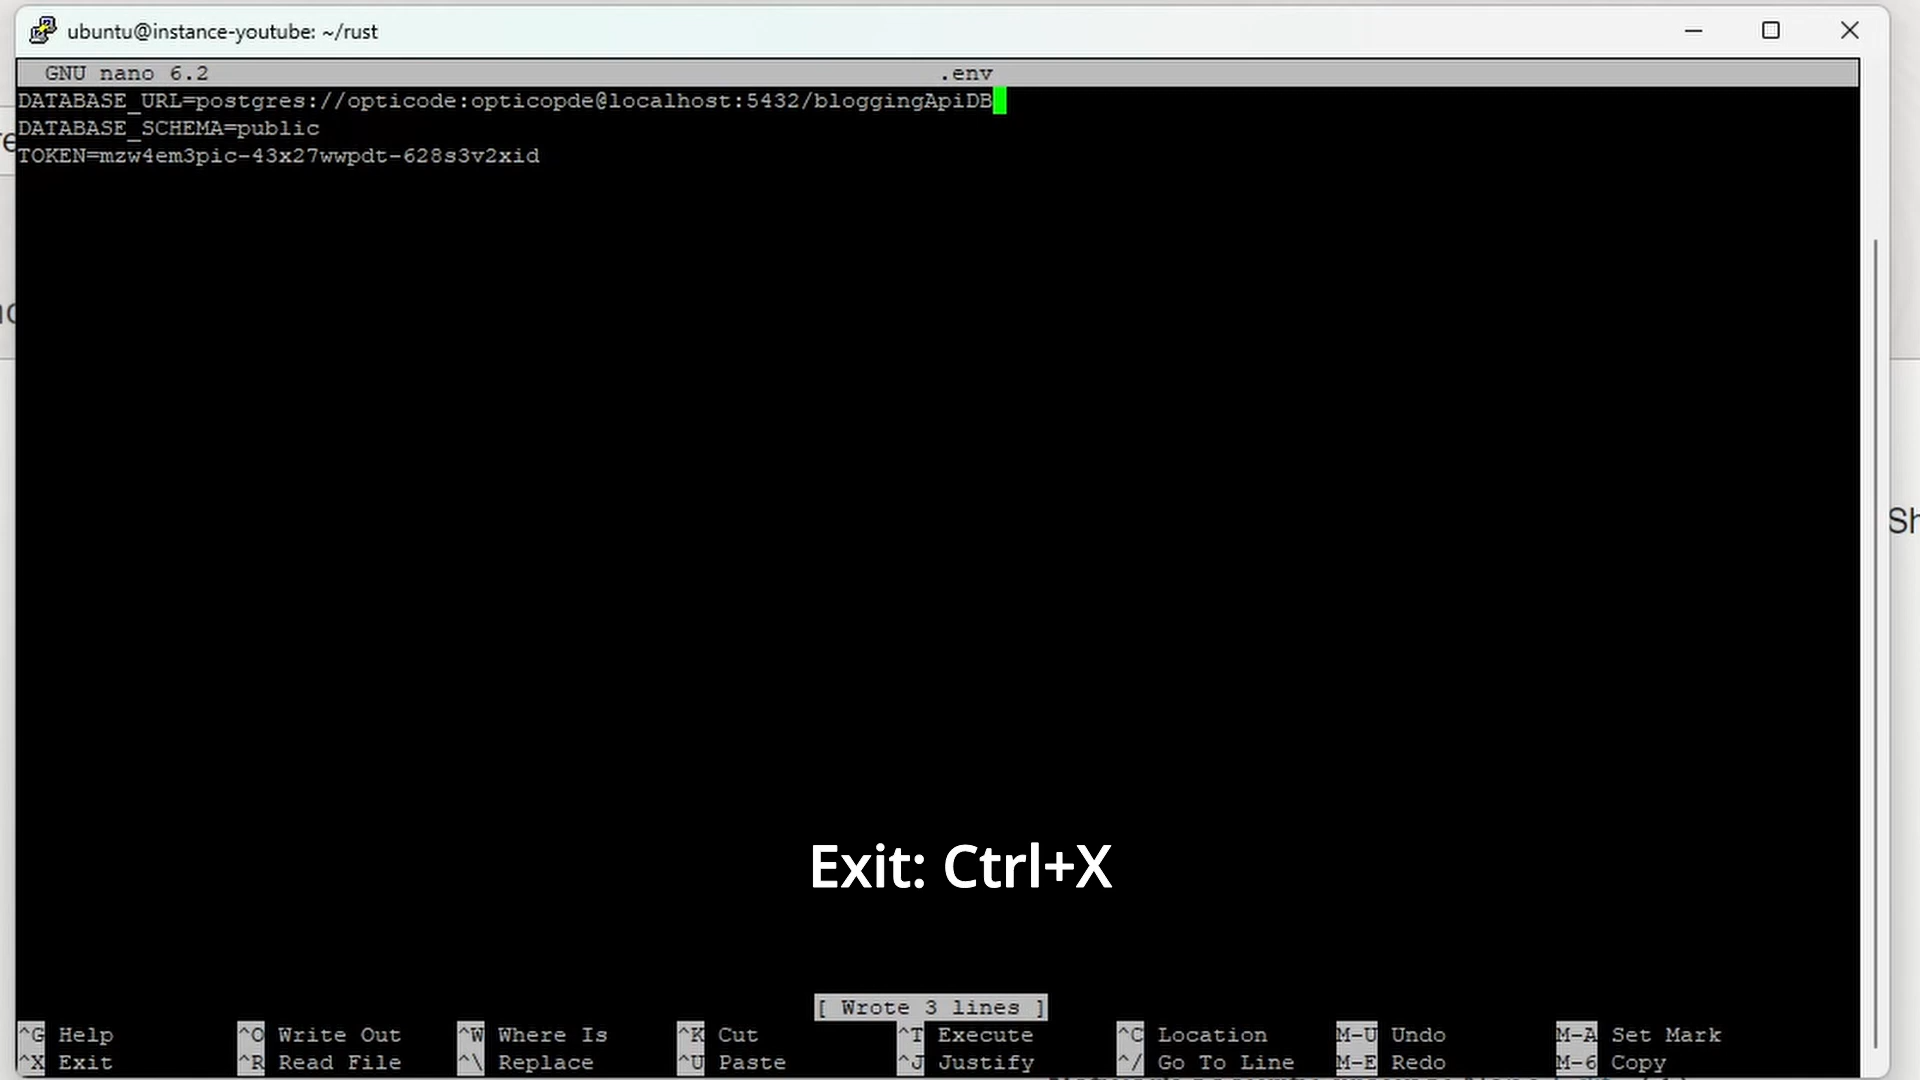 ubuntu@instance-youtube: ~/rust
GNU nano 6.2 .env
DATABASE_URL=postgres://opticode:opticopde@localhost:5432/bloggingApiDB
DATABASE_SCHEMA=public
TOKEN=mzw4em3pic-43x27wwpdt-628s3v2xid
Sh
Exit: Ctrl+X
[ Wrote 3 lines ]
^G Help ^O Write Out ^W Where Is ^K Cut ^T Execute ^C Location M-U Undo M-A Set Mark
^X Exit ^R Read File ^\ Replace ^U Paste ^J Justify ^/ Go To Line M-E Redo M-6 Copy